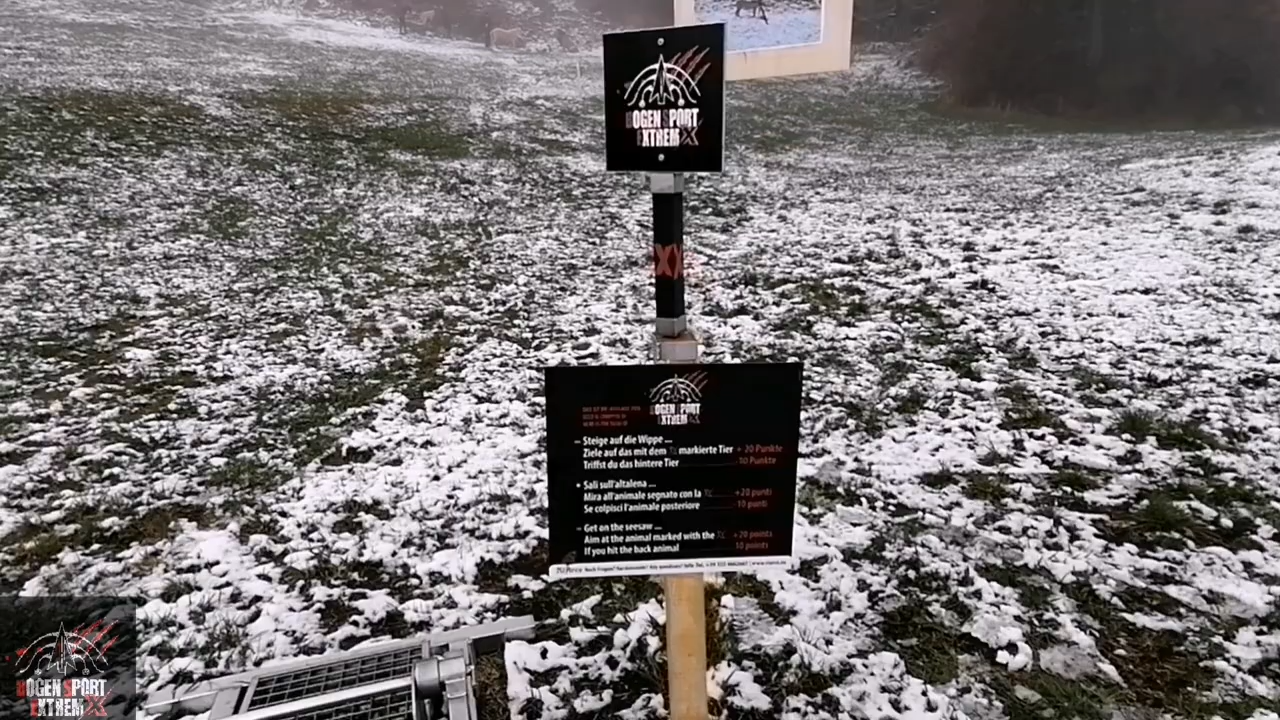 BOGEN SPORT
EXTREM X
XX
BOGEN SPORT
EXTREM X
– Steige auf die Wippe ...
Ziele auf das mit dem X markierte Tier + 20 Punkte
Triffst du das hintere Tier 10 Punkte
• Sali sull'altalena ...
Mira all'animale segnato con la X +20 punti
Se colpisci l'animale posteriore 10 punti
– Get on the seesaw ...
Aim at the animal marked with the X +20 points
If you hit the back animal 10 points
BOGEN SPORT
EXTREM X